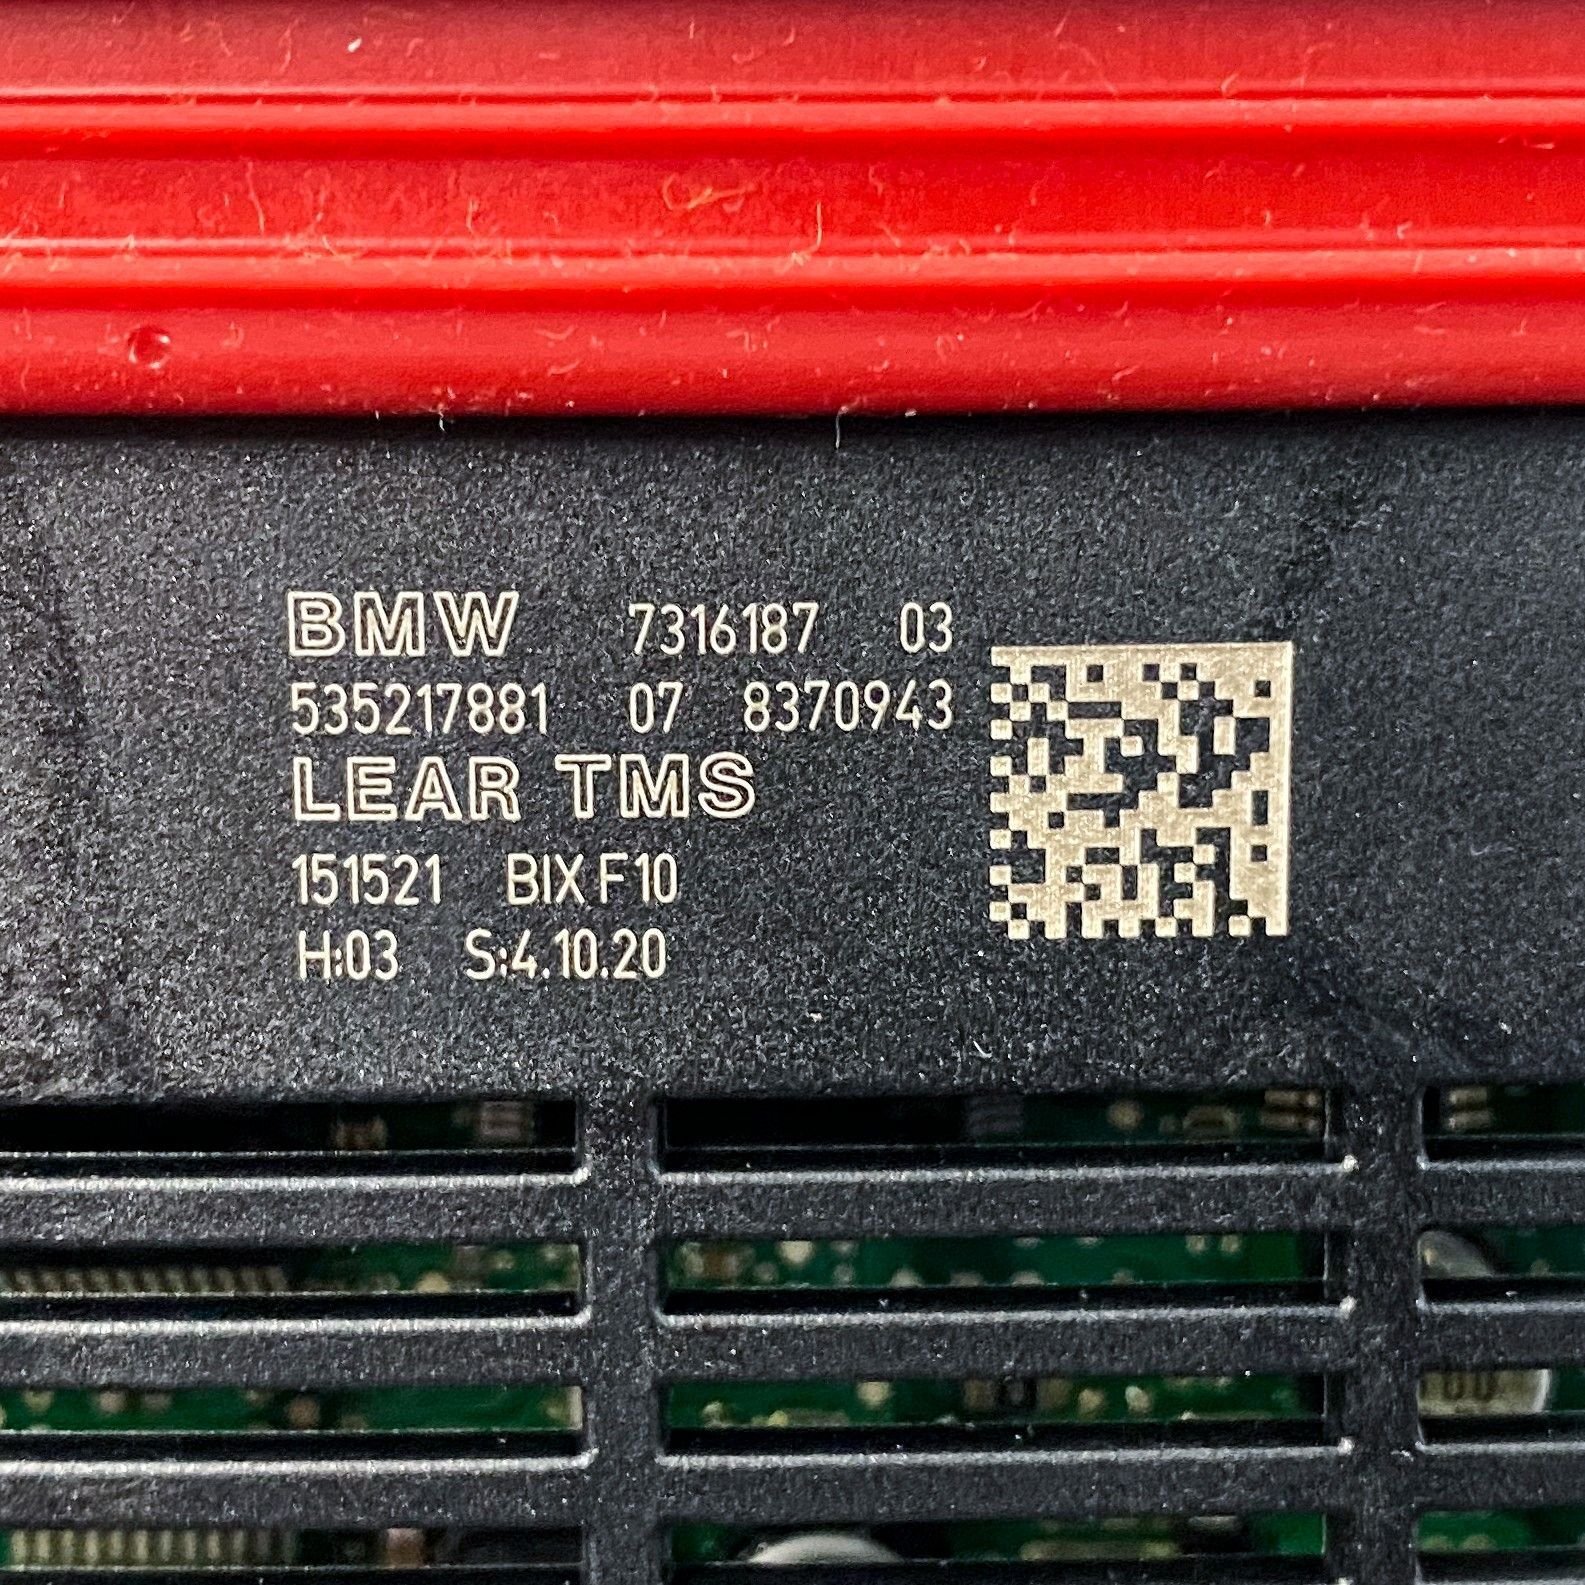 BMW 7316187 03
535217881 07 8370943
LEAR TMS
151521 BIX F10
H:03 S:4.10.20